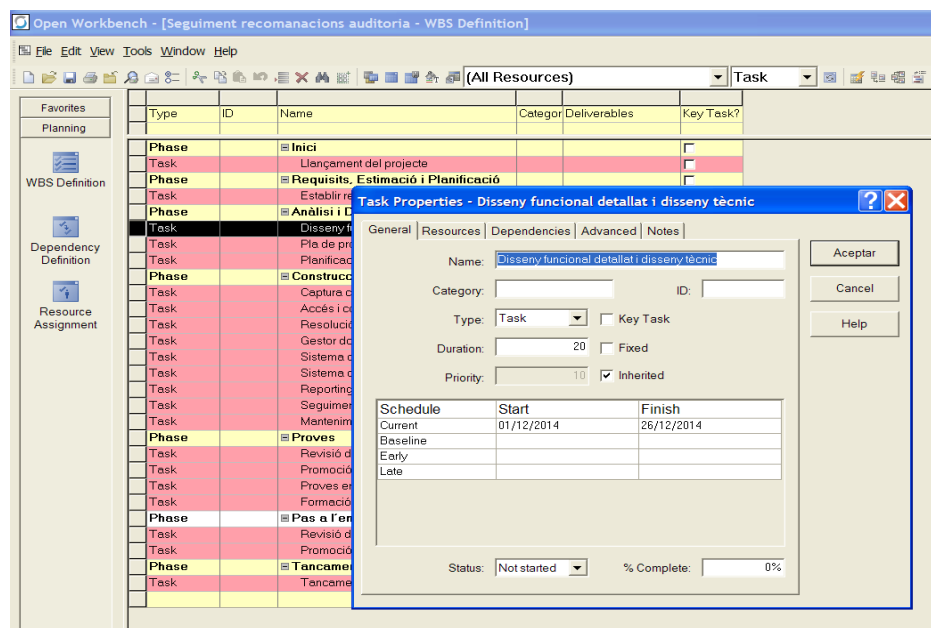 Open Workbench - [Seguiment recomanacions auditoria - WBS Definition]
File Edit View Tools Window Help
(All Resources) Task
Favorites
Planning
WBS Definition
Dependency Definition
Resource Assignment
Type ID Name Categor Deliverables Key Task?
Phase Inici
Task Llançament del projecte
Phase Requisits, Estimació i Planificació
Task Establir re
Phase Anàlisi i D
Task Disseny f
Task Pla de pro
Task Planificac
Phase Construcc
Task Captura c
Task Accés i co
Task Resolució
Task Gestor do
Task Sistema d
Task Sistema d
Task Reporting
Task Seguimen
Task Mantenim
Phase Proves
Task Revisió d
Task Promoció
Task Proves en
Task Formació
Phase Pas a l'en
Task Revisió d
Task Promoció
Phase Tancamen
Task Tancame
Task Properties - Disseny funcional detallat i disseny tècnic
General Resources Dependencies Advanced Notes
Name: Disseny funcional detallat i disseny tècnic
Category: ID:
Type: Task Key Task
Duration: 20 Fixed
Priority: 10 Inherited
Schedule Start Finish
Current 01/12/2014 26/12/2014
Baseline
Early
Late
Status: Not started % Complete: 0%
Aceptar
Cancel
Help